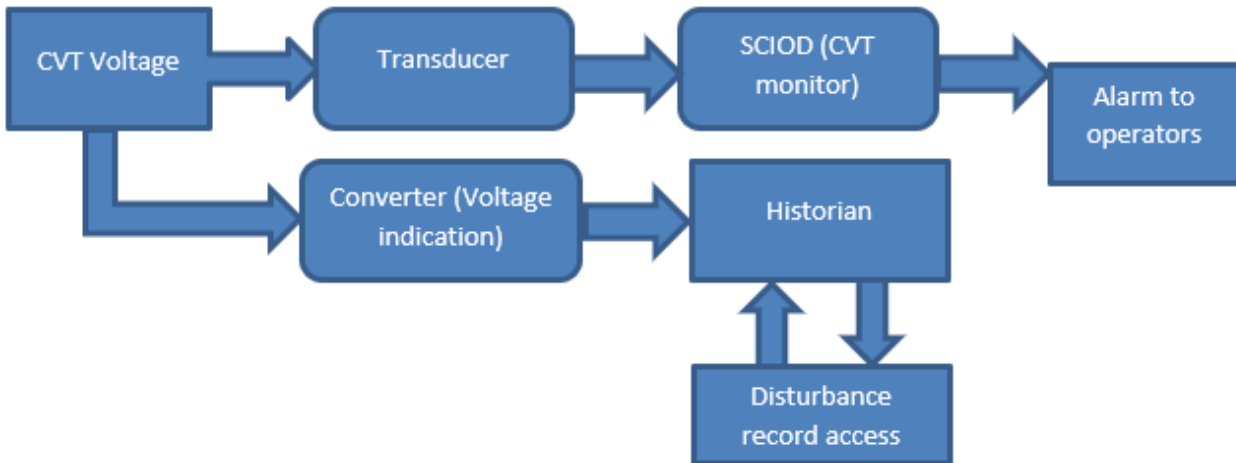 CVT Voltage
Transducer
SCIOD (CVT
monitor)
Alarm to
operators
Converter (Voltage
indication)
Historian
Disturbance
record access